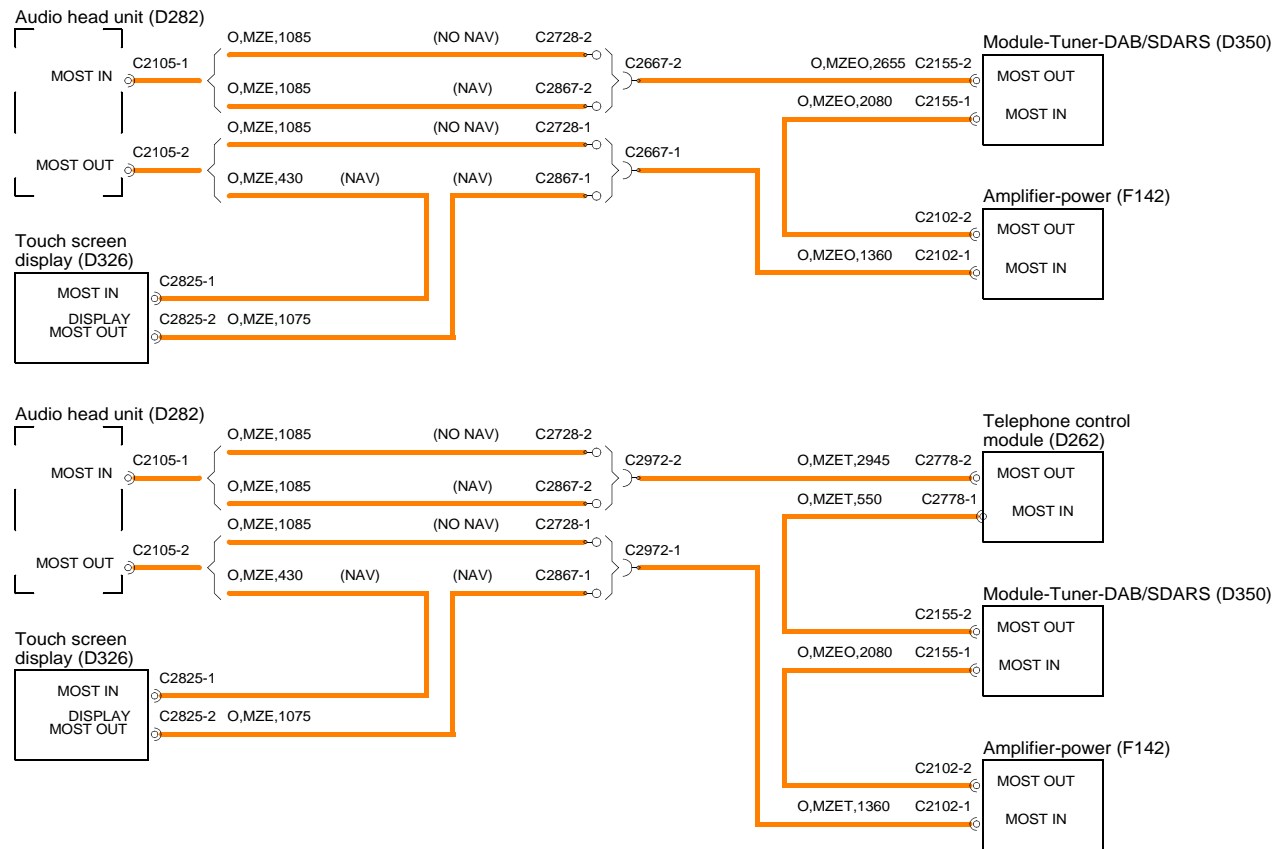 Audio head unit (D282)
O,MZE,1085 (NO NAV) C2728-2
Module-Tuner-DAB/SDARS (D350)
MOST IN C2105-1 C2667-2 O,MZEO,2655 C2155-2 MOST OUT
O,MZE,1085 (NAV) C2867-2
O,MZEO,2080 C2155-1 MOST IN
O,MZE,1085 (NO NAV) C2728-1
MOST OUT C2105-2 C2667-1
O,MZE,430 (NAV) (NAV) C2867-1
Amplifier-power (F142)
C2102-2 MOST OUT
Touch screen
display (D326)
O,MZEO,1360 C2102-1 MOST IN
MOST IN C2825-1
DISPLAY
MOST OUT C2825-2 O,MZE,1075
Audio head unit (D282)
O,MZE,1085 (NO NAV) C2728-2
Telephone control
module (D262)
MOST IN C2105-1 C2972-2 O,MZET,2945 C2778-2 MOST OUT
O,MZE,1085 (NAV) C2867-2
O,MZET,550 C2778-1 MOST IN
O,MZE,1085 (NO NAV) C2728-1
MOST OUT C2105-2 C2972-1
O,MZE,430 (NAV) (NAV) C2867-1
Module-Tuner-DAB/SDARS (D350)
C2155-2 MOST OUT
Touch screen
display (D326)
O,MZEO,2080 C2155-1 MOST IN
MOST IN C2825-1
DISPLAY
MOST OUT C2825-2 O,MZE,1075
Amplifier-power (F142)
C2102-2 MOST OUT
O,MZET,1360 C2102-1 MOST IN